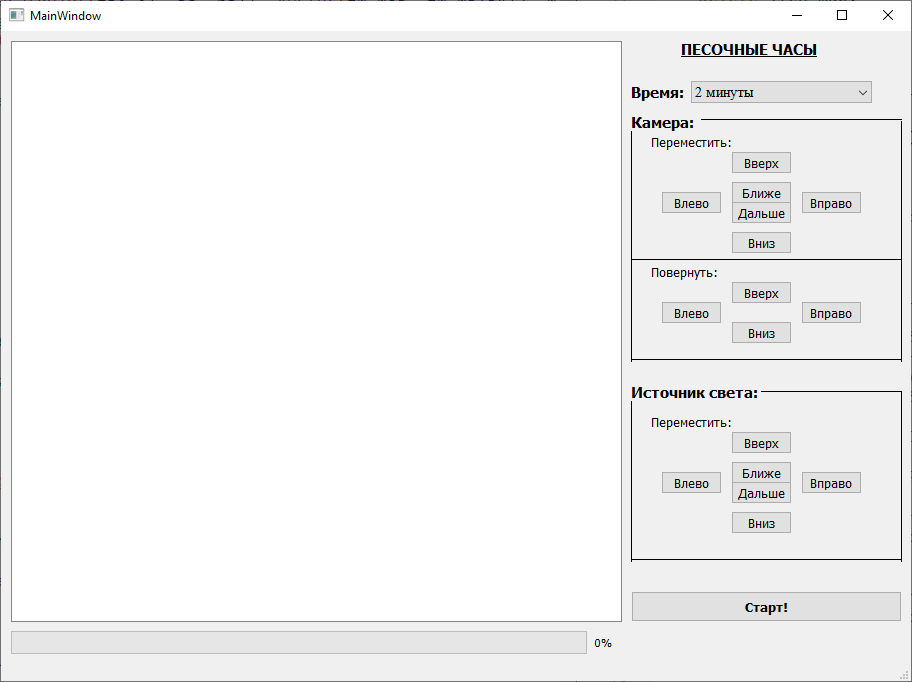 MainWindow
ПЕСОЧНЫЕ ЧАСЫ
Время: 2 минуты
Камера:
Переместить:
Вверх
Ближе
Влево Вправо
Дальше
Вниз
Повернуть:
Вверх
Влево Вправо
Вниз
Источник света:
Переместить:
Вверх
Ближе
Влево Вправо
Дальше
Вниз
Старт!
0%